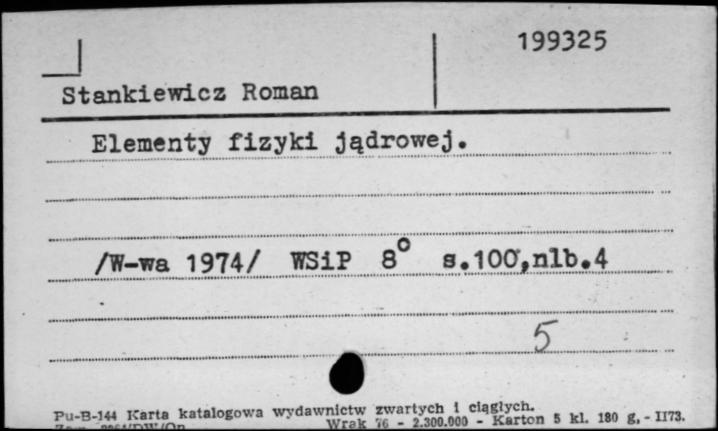 199325
Stankiewicz Roman
Elementy fizyki jądrowej.
/W-wa 1974/ WSiP 8° s.100,nlb.4
5
Pu-B-144 Karta katalogowa wydawnictw zwartych i ciągłych.
Wrak 76 - 2.300.000 - Karton 5 kl. 180 g, - II73.